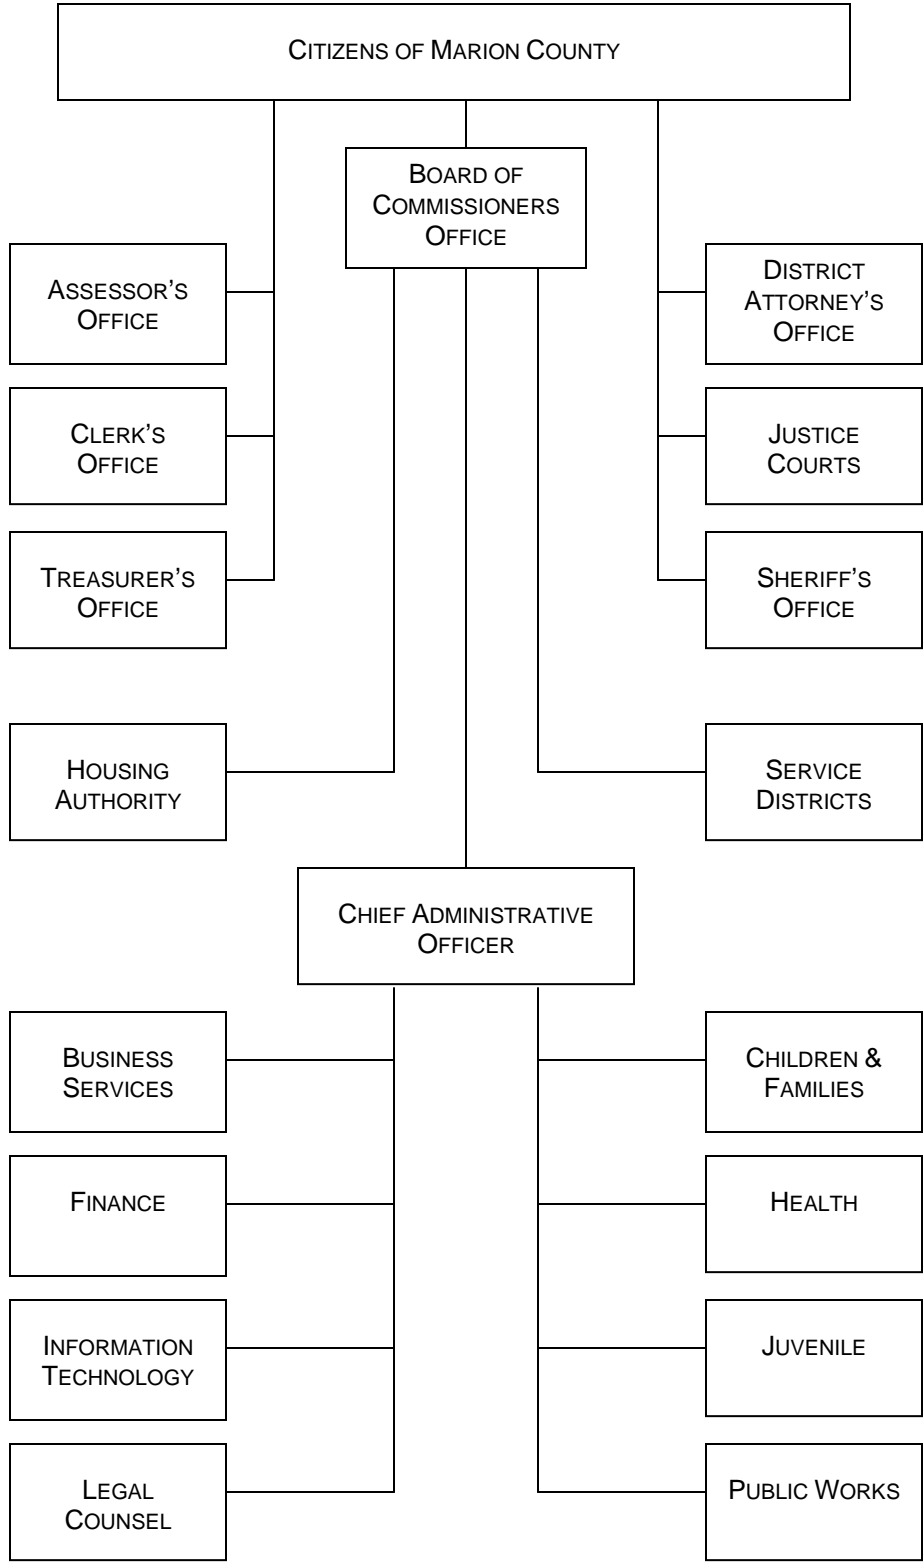 CITIZENS OF MARION COUNTY
BOARD OF
COMMISSIONERS
OFFICE
ASSESSOR'S
OFFICE
DISTRICT
ATTORNEY'S
OFFICE
CLERK'S
OFFICE
JUSTICE
COURTS
TREASURER'S
OFFICE
SHERIFF'S
OFFICE
HOUSING
AUTHORITY
SERVICE
DISTRICTS
CHIEF ADMINISTRATIVE
OFFICER
BUSINESS
SERVICES
CHILDREN &
FAMILIES
FINANCE
HEALTH
INFORMATION
TECHNOLOGY
JUVENILE
LEGAL
COUNSEL
PUBLIC WORKS